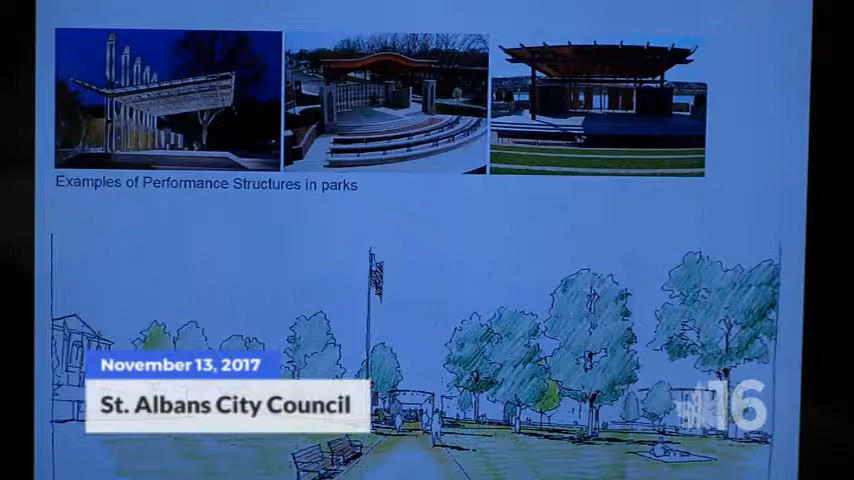 Examples of Performance Structures in parks
November 13, 2017
St. Albans City Council
16